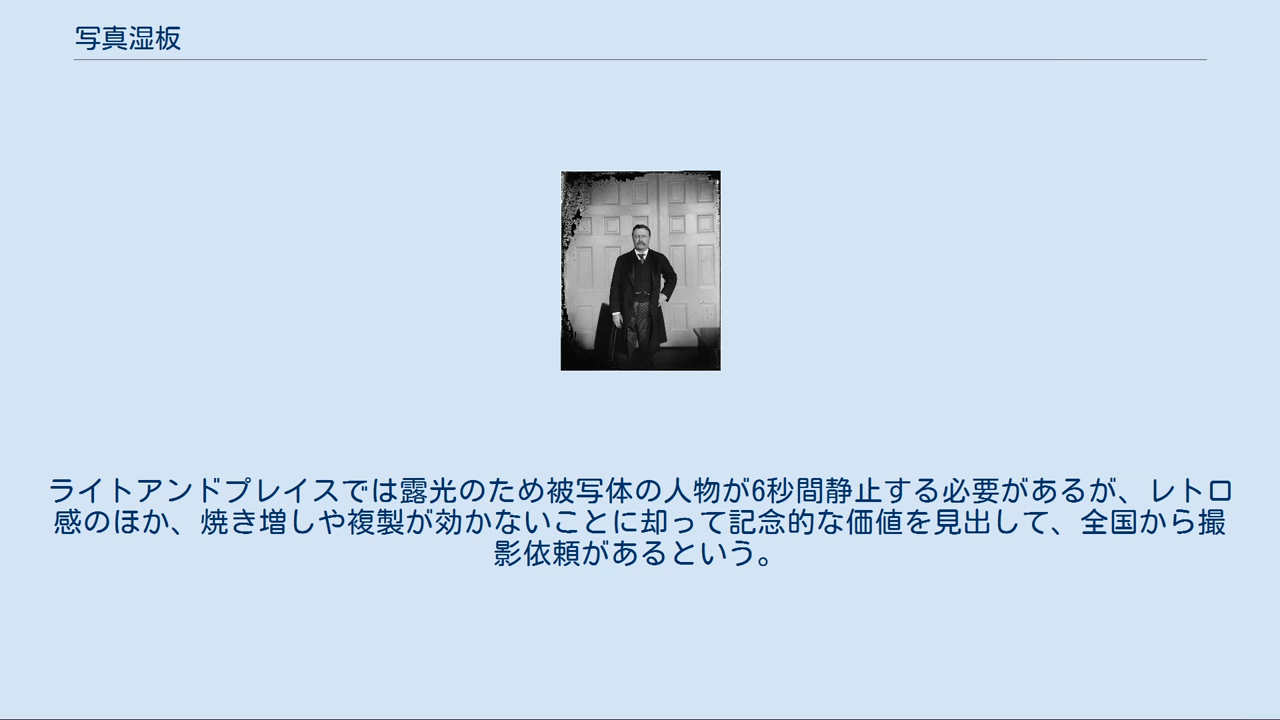 写真湿板
ライトアンドプレイスでは露光のため被写体の人物が6秒間静止する必要があるが、レトロ
感のほか、焼き増しや複製が効かないことに却って記念的な価値を見出して、全国から撮
影依頼があるという。